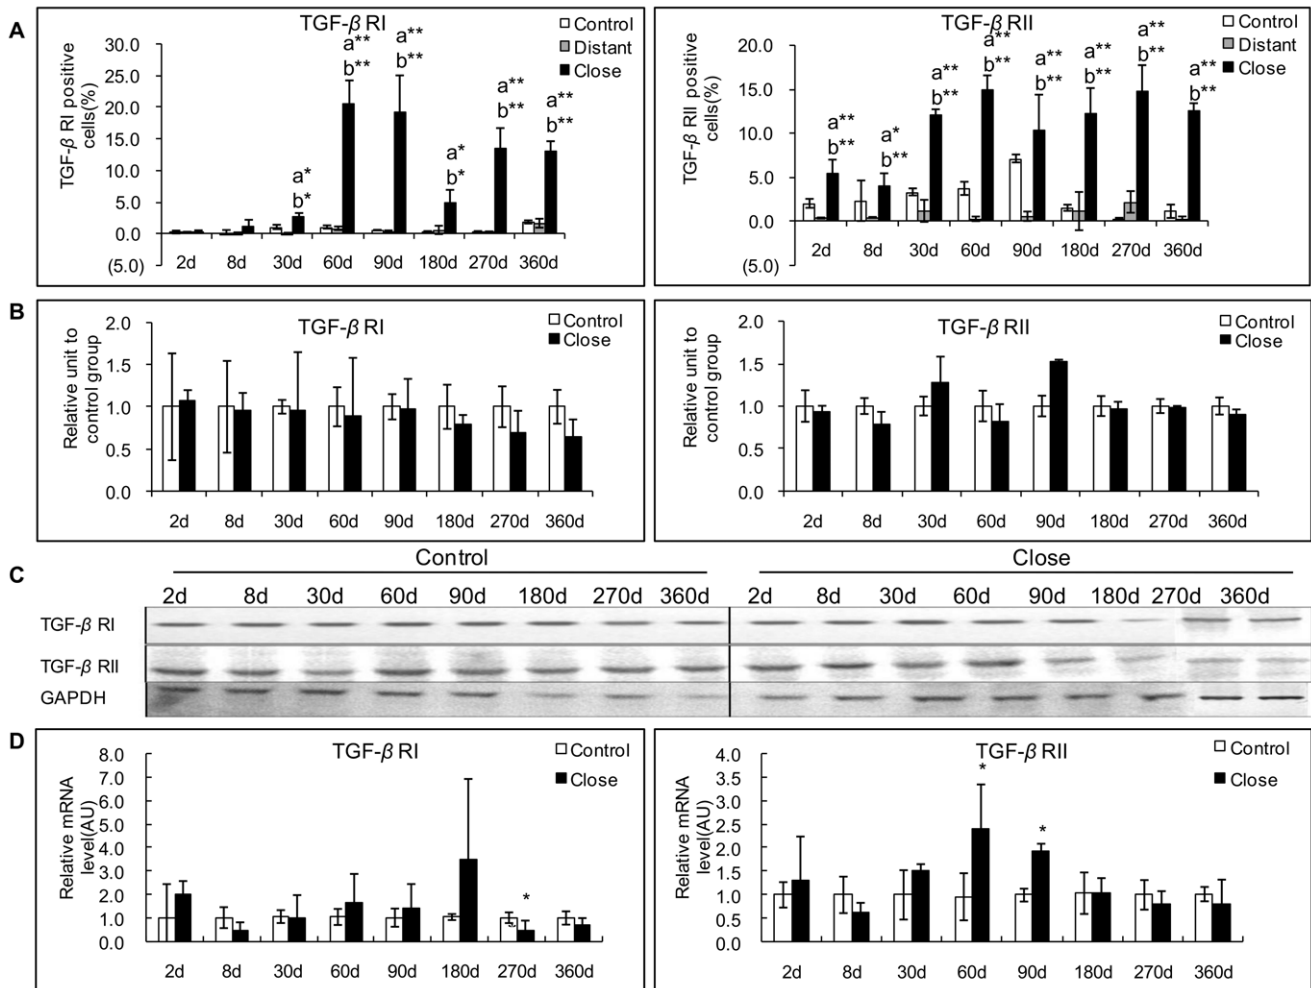 A
TGF-β RI
Control
Distant
Close
TGF-β RI positive
cells(%)
30.0
25.0
20.0
15.0
10.0
5.0
0.0
(5.0)
a*
b*
a**
b**
a**
b**
a*
b*
a**
b**
a**
b**
2d 8d 30d 60d 90d 180d 270d 360d
TGF-β RII
Control
Distant
Close
TGF-β RII positive
cells(%)
20.0
15.0
10.0
5.0
0.0
(5.0)
a**
b**
a*
b**
a**
b**
a**
b**
a**
b**
a**
b**
a**
b**
a**
b**
2d 8d 30d 60d 90d 180d 270d 360d
B
TGF-β RI
Control
Close
Relative unit to
control group
2.0
1.5
1.0
0.5
0.0
2d 8d 30d 60d 90d 180d 270d 360d
TGF-β RII
Control
Close
Relative unit to
control group
2.0
1.5
1.0
0.5
0.0
2d 8d 30d 60d 90d 180d 270d 360d
C
Control Close
2d 8d 30d 60d 90d 180d 270d 360d 2d 8d 30d 60d 90d 180d 270d 360d
TGF-β RI
TGF-β RII
GAPDH
D
TGF-β RI
Control
Close
Relative mRNA
level(AU)
8.0
7.0
6.0
5.0
4.0
3.0
2.0
1.0
0.0
*
2d 8d 30d 60d 90d 180d 270d 360d
TGF-β RII
Control
Close
Relative mRNA
level(AU)
4.0
3.5
3.0
2.5
2.0
1.5
1.0
0.5
0.0
*
*
2d 8d 30d 60d 90d 180d 270d 360d